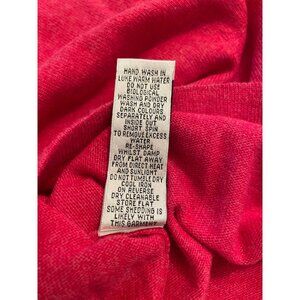 HAND WASH IN
LUKE WARM WATER
DO NOT USE
BIOLOGICAL
WASHING POWDER
WASH AND DRY
DARK COLOURS
SEPARATELY AND
INSIDE OUT
SHORT SPIN
TO REMOVE EXCESS
WATER
RE-SHAPE
WHILST DAMP
DRY FLAT AWAY
FROM DIRECT HEAT
AND SUNLIGHT
DO NOT TUMBLE DRY
COOL IRON
ON REVERSE
DRY CLEANABLE
STORE FLAT
SOME SHEDDING IS
LIKELY WITH
THIS GARMENT